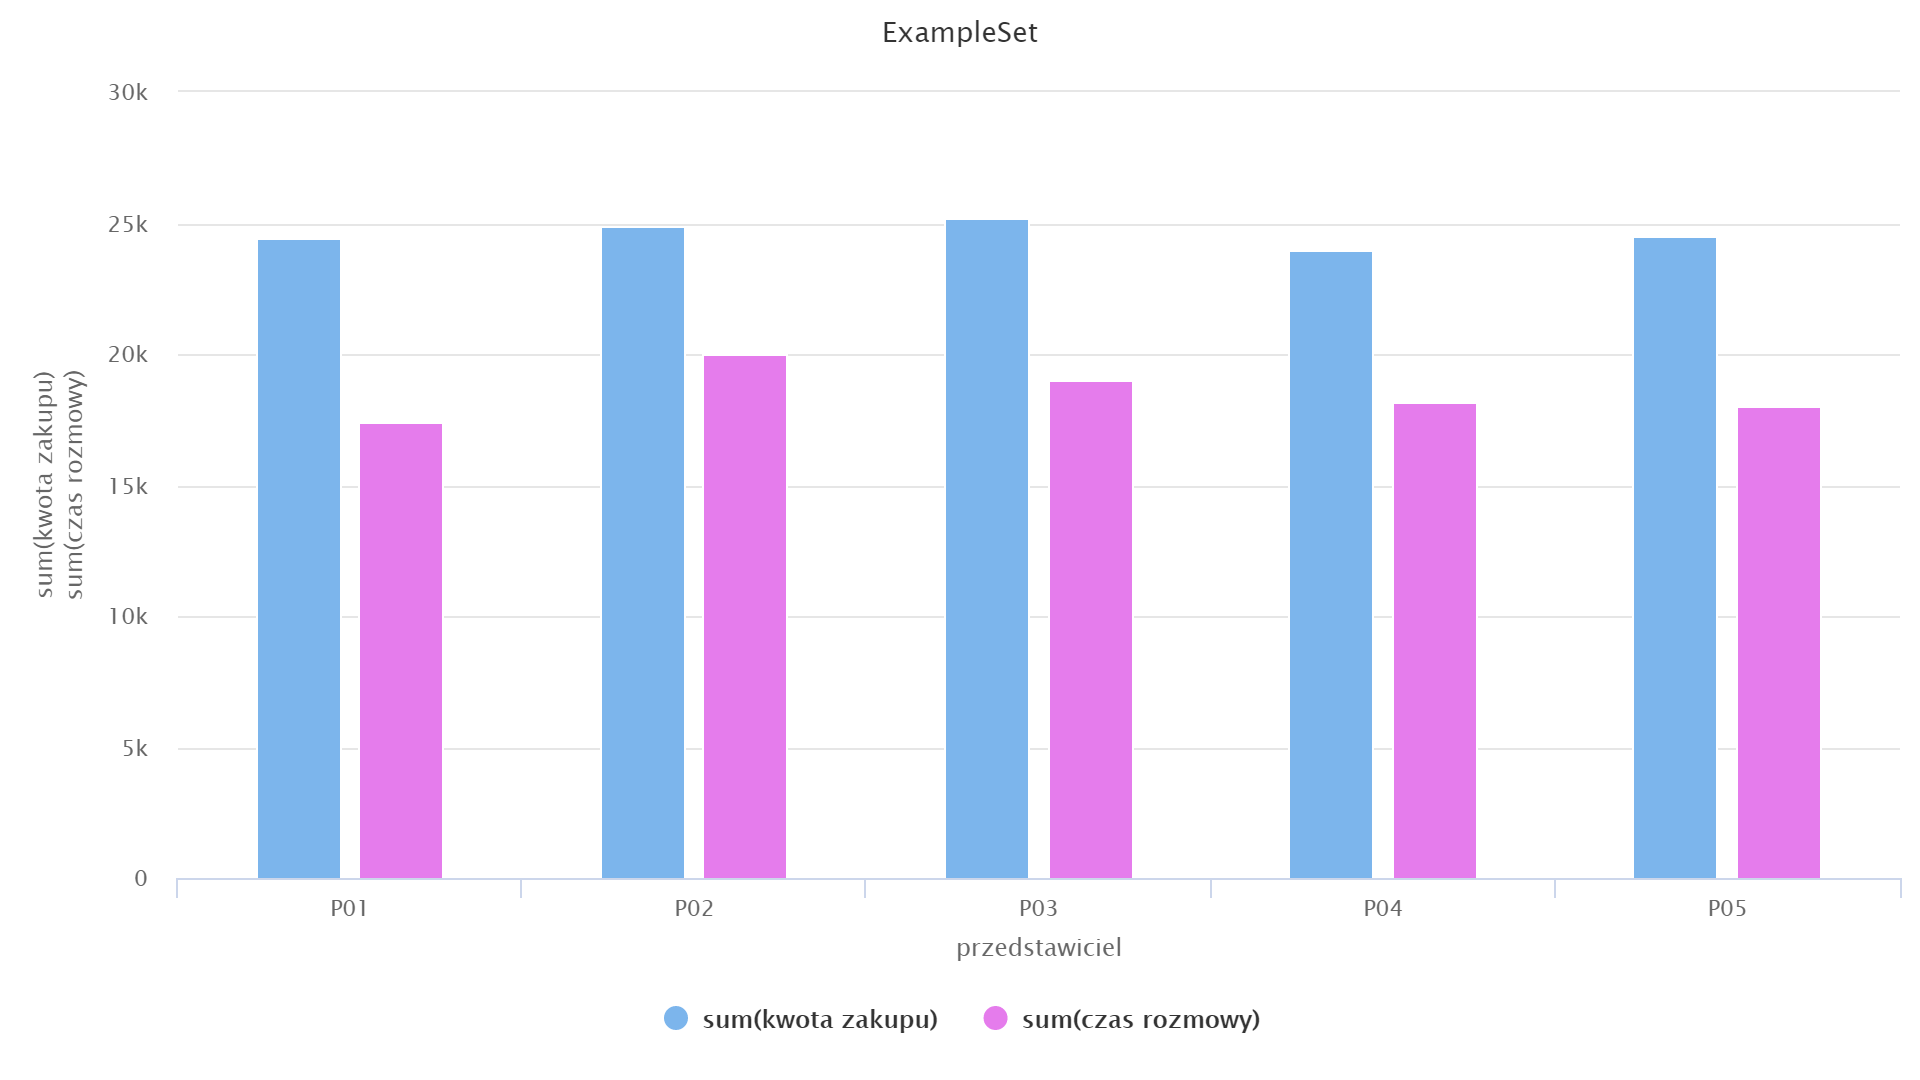 ExampleSet
30k
25k
20k
15k
10k
5k
0
sum(kwota zakupu)
sum(czas rozmowy)
P01
P02
P03
P04
P05
przedstawiciel
sum(kwota zakupu)
sum(czas rozmowy)